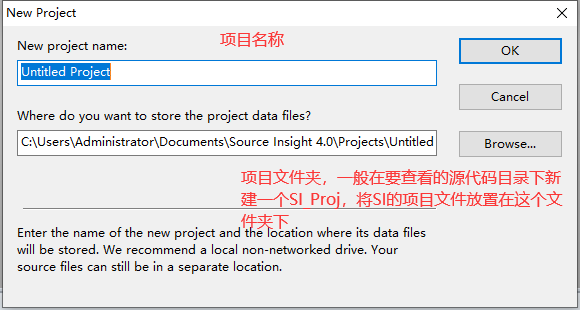 New Project
New project name:
项目名称
OK
Untitled Project
Cancel
Where do you want to store the project data files?
C:\Users\Administrator\Documents\Source Insight 4.0\Projects\Untitled
Browse...
项目文件夹，一般在要查看的源代码目录下新
建一个SI_Proj，将SI的项目文件放置在这个文
件夹下
Enter the name of the new project and the location where its data files
will be stored. We recommend a local non-networked drive. Your
source files can still be in a separate location.